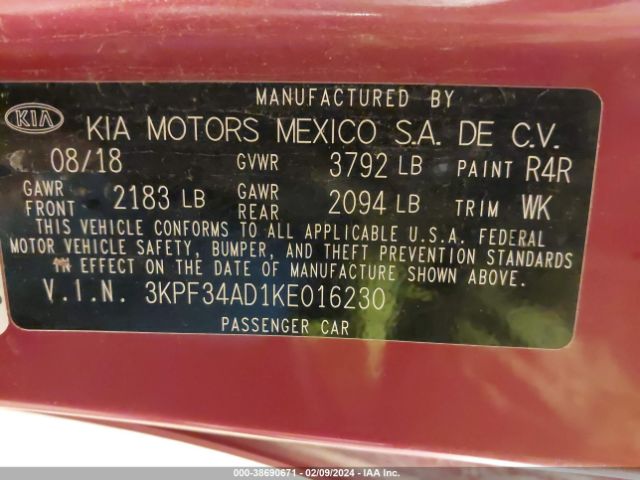 MANUFACTURED BY
KIA KIA MOTORS MEXICO S.A. DE C.V.
08/18 GVWR 3792 LB PAINT R4R
GAWR FRONT 2183 LB GAWR REAR 2094 LB TRIM WK
THIS VEHICLE CONFORMS TO ALL APPLICABLE U.S.A. FEDERAL
MOTOR VEHICLE SAFETY, BUMPER, AND THEFT PREVENTION STANDARDS
EFFECT ON THE DATE OF MANUFACTURE SHOWN ABOVE.
V.I.N. 3KPF34AD1KE016230
PASSENGER CAR
000-38690671 - 02/09/2024 - IAA Inc.